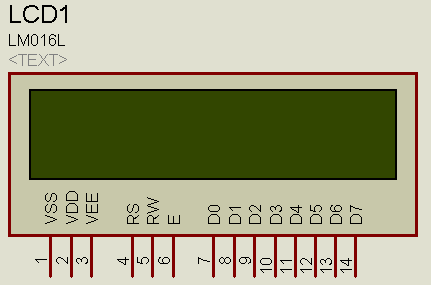 LCD1
LM016L
<TEXT>
VSS VDD VEE RS RW E D0 D1 D2 D3 D4 D5 D6 D7
1 2 3 4 5 6 7 8 9 10 11 12 13 14